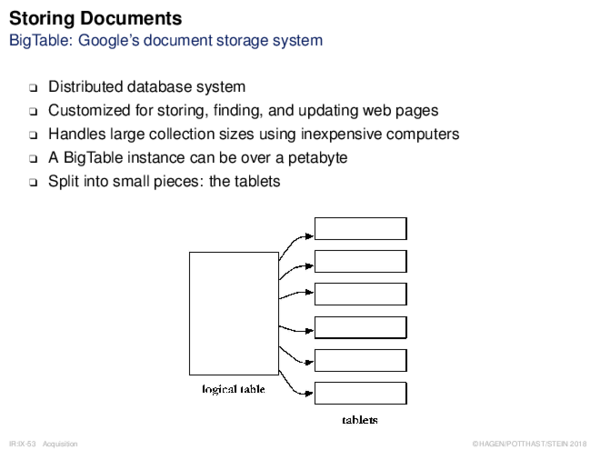 Storing Documents
BigTable: Google's document storage system
❑ Distributed database system
❑ Customized for storing, finding, and updating web pages
❑ Handles large collection sizes using inexpensive computers
❑ A BigTable instance can be over a petabyte
❑ Split into small pieces: the tablets
logical table
tablets
IR:IX-53 Acquisition
©HAGEN/POTTHAST/STEIN 2018